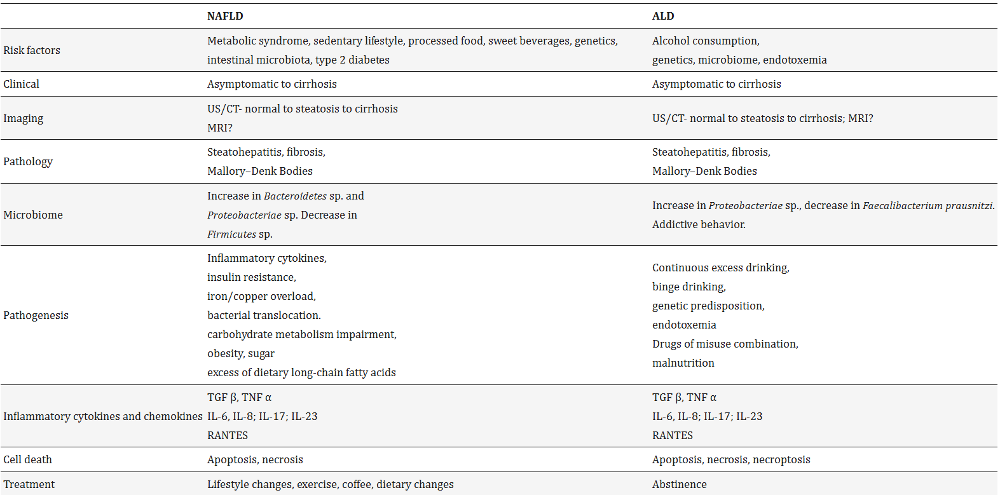 NAFLD ALD
Risk factors
Metabolic syndrome, sedentary lifestyle, processed food, sweet beverages, genetics,
intestinal microbiota, type 2 diabetes
Alcohol consumption,
genetics, microbiome, endotoxemia
Clinical
Asymptomatic to cirrhosis
Asymptomatic to cirrhosis
Imaging
US/CT- normal to steatosis to cirrhosis
MRI?
US/CT- normal to steatosis to cirrhosis; MRI?
Pathology
Steatohepatitis, fibrosis,
Mallory–Denk Bodies
Steatohepatitis, fibrosis,
Mallory–Denk Bodies
Microbiome
Increase in Bacteroidetes sp. and
Proteobacteriae sp. Decrease in
Firmicutes sp.
Increase in Proteobacteriae sp., decrease in Faecalibacterium prausnitzi.
Addictive behavior.
Pathogenesis
Inflammatory cytokines,
insulin resistance,
iron/copper overload,
bacterial translocation.
carbohydrate metabolism impairment,
obesity, sugar
excess of dietary long-chain fatty acids
Continuous excess drinking,
binge drinking,
genetic predisposition,
endotoxemia
Drugs of misuse combination,
malnutrition
Inflammatory cytokines and chemokines
TGF β, TNF α
IL-6, IL-8; IL-17; IL-23
RANTES
TGF β, TNF α
IL-6, IL-8; IL-17; IL-23
RANTES
Cell death
Apoptosis, necrosis
Apoptosis, necrosis, necroptosis
Treatment
Lifestyle changes, exercise, coffee, dietary changes
Abstinence